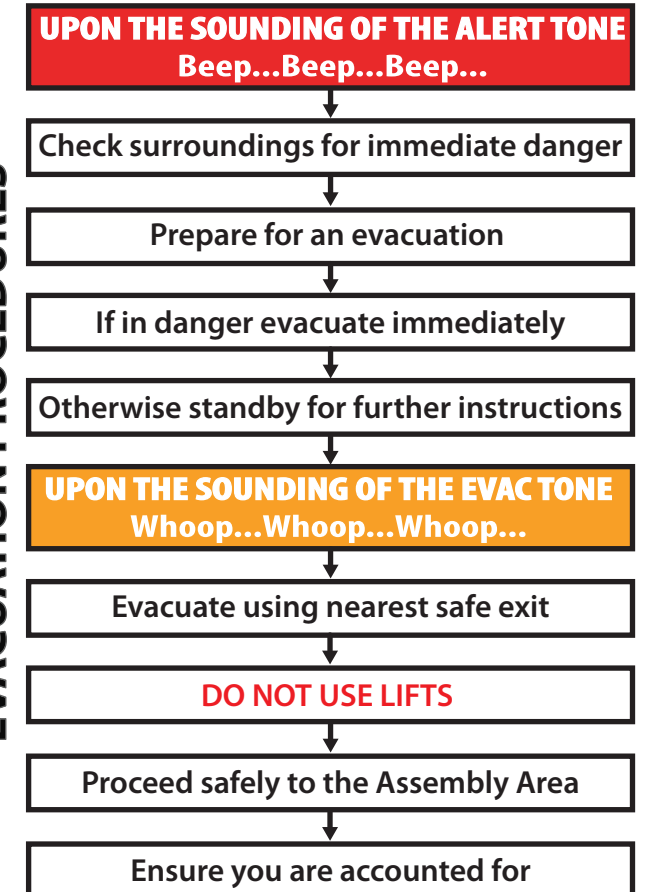 EVACUATION PROCEDURES
UPON THE SOUNDING OF THE ALERT TONE
Beep...Beep...Beep...
Check surroundings for immediate danger
Prepare for an evacuation
If in danger evacuate immediately
Otherwise standby for further instructions
UPON THE SOUNDING OF THE EVAC TONE
Whoop...Whoop...Whoop...
Evacuate using nearest safe exit
DO NOT USE LIFTS
Proceed safely to the Assembly Area
Ensure you are accounted for